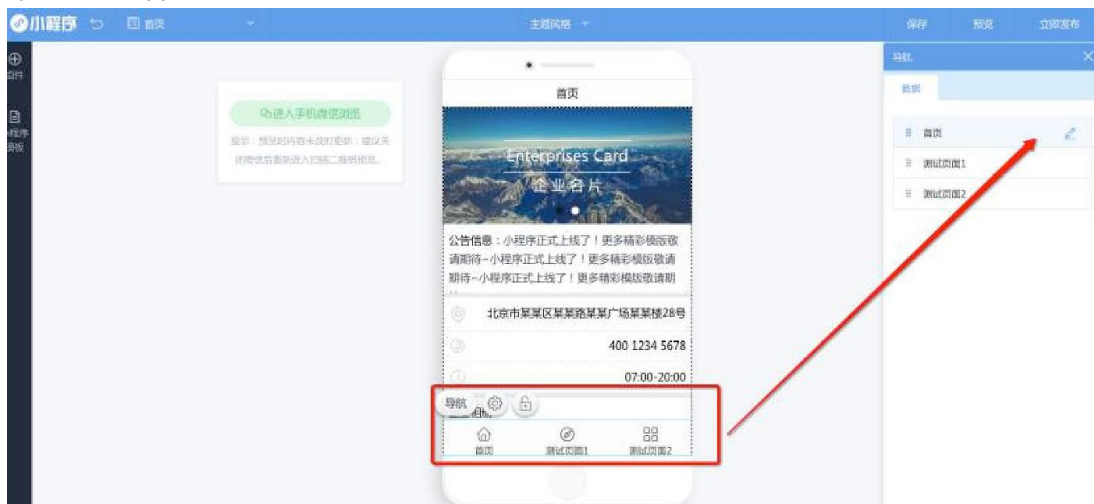 小程序
首页
主题风格
保存
预览
立即发布
组件
小程序
导航
数据
首页
测试页面1
测试页面2
进入手机微信浏览
首页
Enterprises Card
企业名片
公告信息：小程序正式上线了！更多精彩模版敬
请期待~小程序正式上线了！更多精彩模版敬请
期待~小程序正式上线了！更多精彩模版敬请期
北京市某某区某某路某某广场某某楼28号
400 1234 5678
07:00-20:00
导航
首页
测试页面1
测试页面2